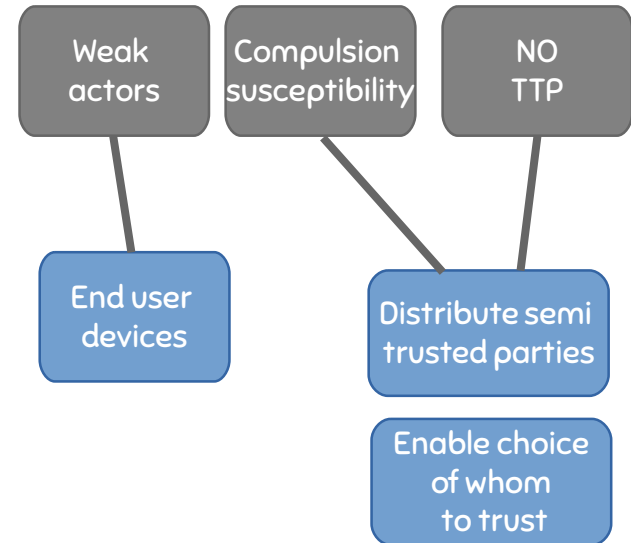 Weak
actors
Compulsion
susceptibility
NO
TTP
End user
devices
Distribute semi
trusted parties
Enable choice
of whom
to trust